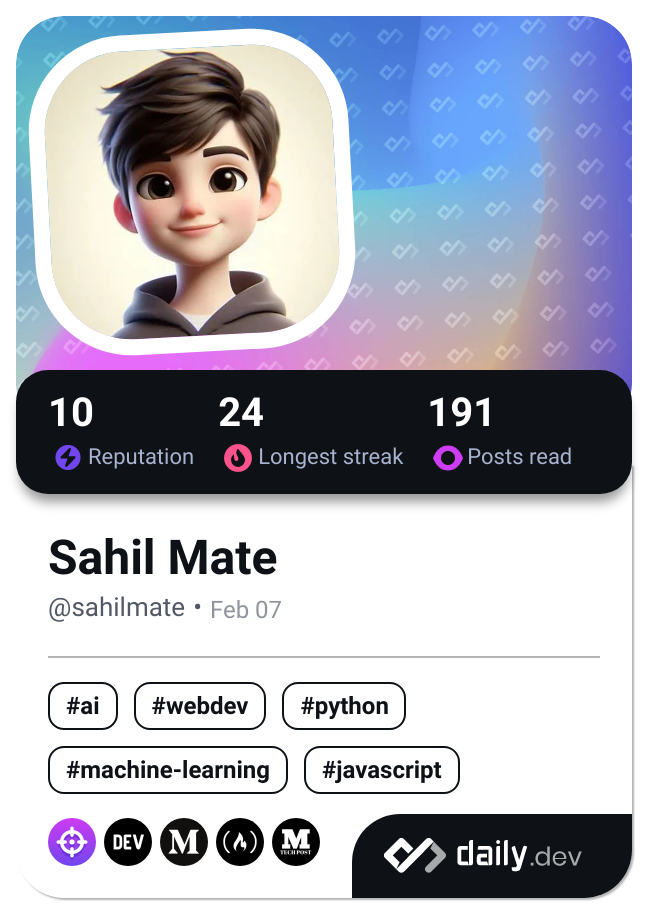 10 24 191
Reputation Longest streak Posts read
Sahil Mate
@sahilmate • Feb 07
#ai #webdev #python
#machine-learning #javascript
DEV M M
TECH POST
daily.dev